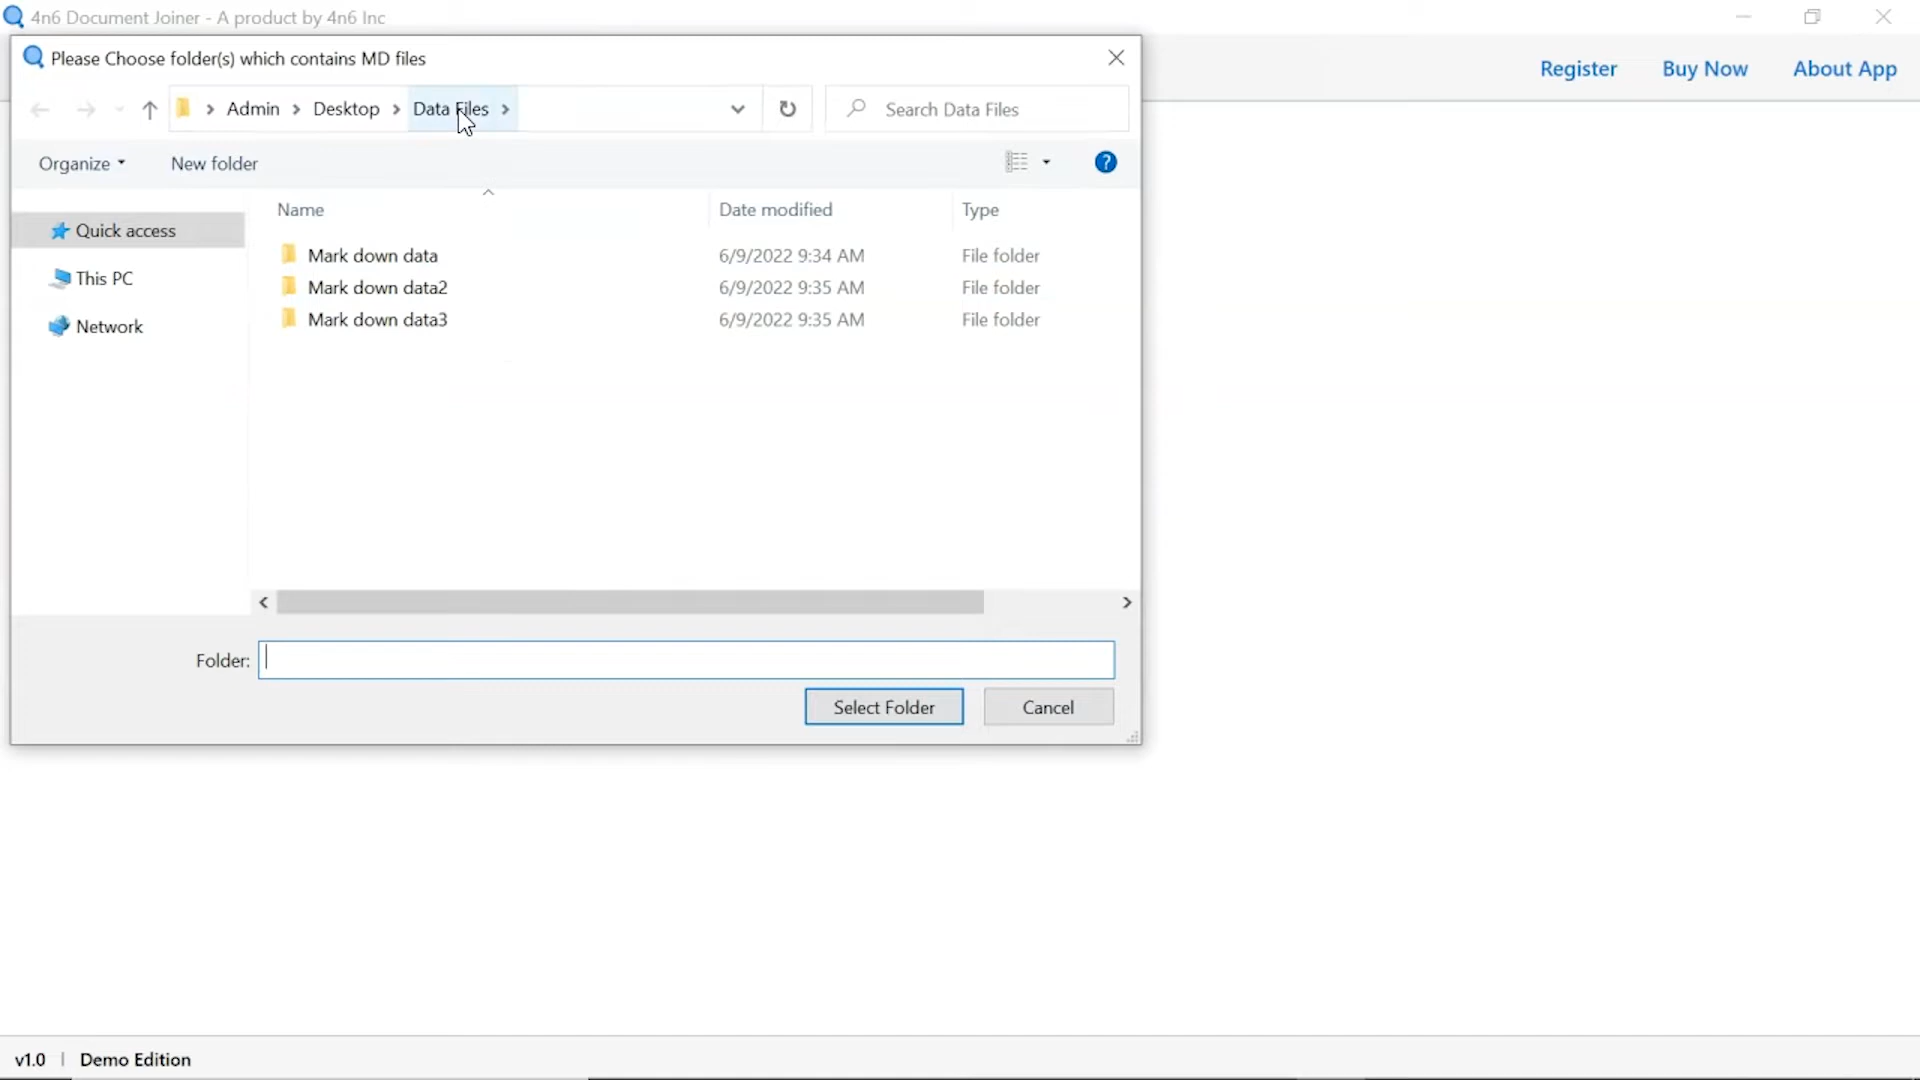 4n6 Document Joiner - A product by 4n6 Inc
Please Choose folder(s) which contains MD files
Register Buy Now About App
Admin Desktop Data Files Search Data Files
Organize New folder
Name Date modified Type
Quick access
This PC
Network
Mark down data 6/9/2022 9:34 AM File folder
Mark down data2 6/9/2022 9:35 AM File folder
Mark down data3 6/9/2022 9:35 AM File folder
Folder:
Select Folder Cancel
v1.0 | Demo Edition